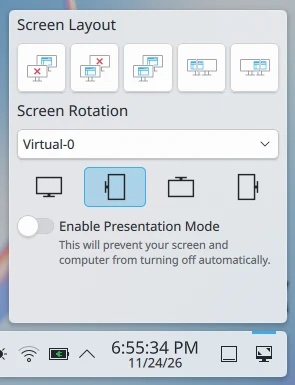 Screen Layout
Screen Rotation
Virtual-0
Enable Presentation Mode
This will prevent your screen and
computer from turning off automatically.
6:55:34 PM
11/24/26